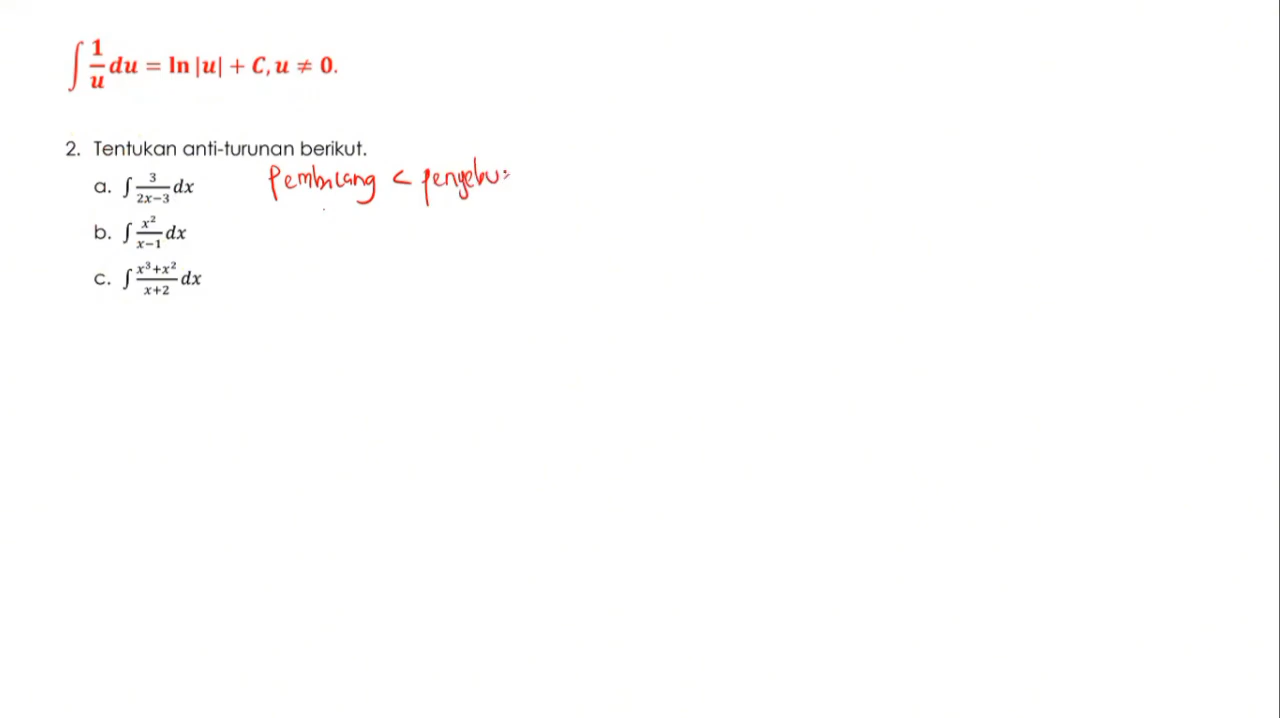 ∫ 1/u du = ln |u| + C, u ≠ 0.
2. Tentukan anti-turunan berikut.
a. ∫ 3/(2x−3) dx Pembilang < penyebu
b. ∫ x²/(x−1) dx
c. ∫ (x³+x²)/(x+2) dx